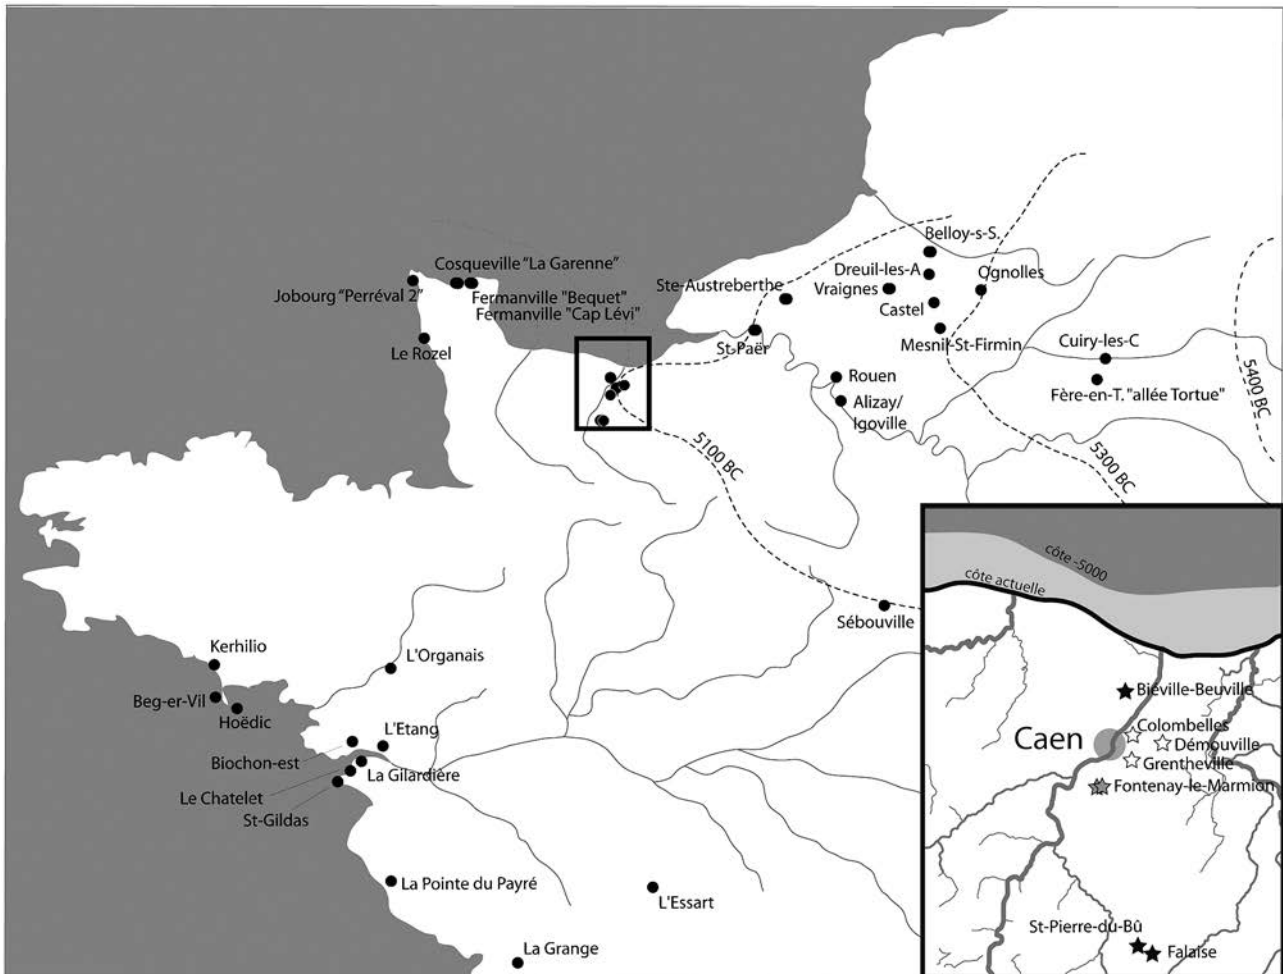 Belloy-s-S.
Cosqueville "La Garenne"
Dreuil-les-A
Ognolles
Jobourg "Perréval 2"
Fermanville "Bequet"
Ste-Austreberthe
Vraignes
Fermanville "Cap Lévi"
Castel
Le Rozel
St-Paër
Mesnil-St-Firmin
Cuiry-les-C
Rouen
Fère-en-T. "allée Tortue"
5400 BC
Alizay/
Igoville
5100 BC
5300 BC
Sébouville
Kerhilio
L'Organais
Beg-er-Vil
Hoëdic
L'Etang
Biochon-est
La Gilardière
Le Chatelet
St-Gildas
La Pointe du Payré
L'Essart
La Grange
côte -5000
côte actuelle
Biéville-Beuville
Colombelles
Caen
Démouville
Grentheville
Fontenay-le-Marmion
St-Pierre-du-Bû
Falaise